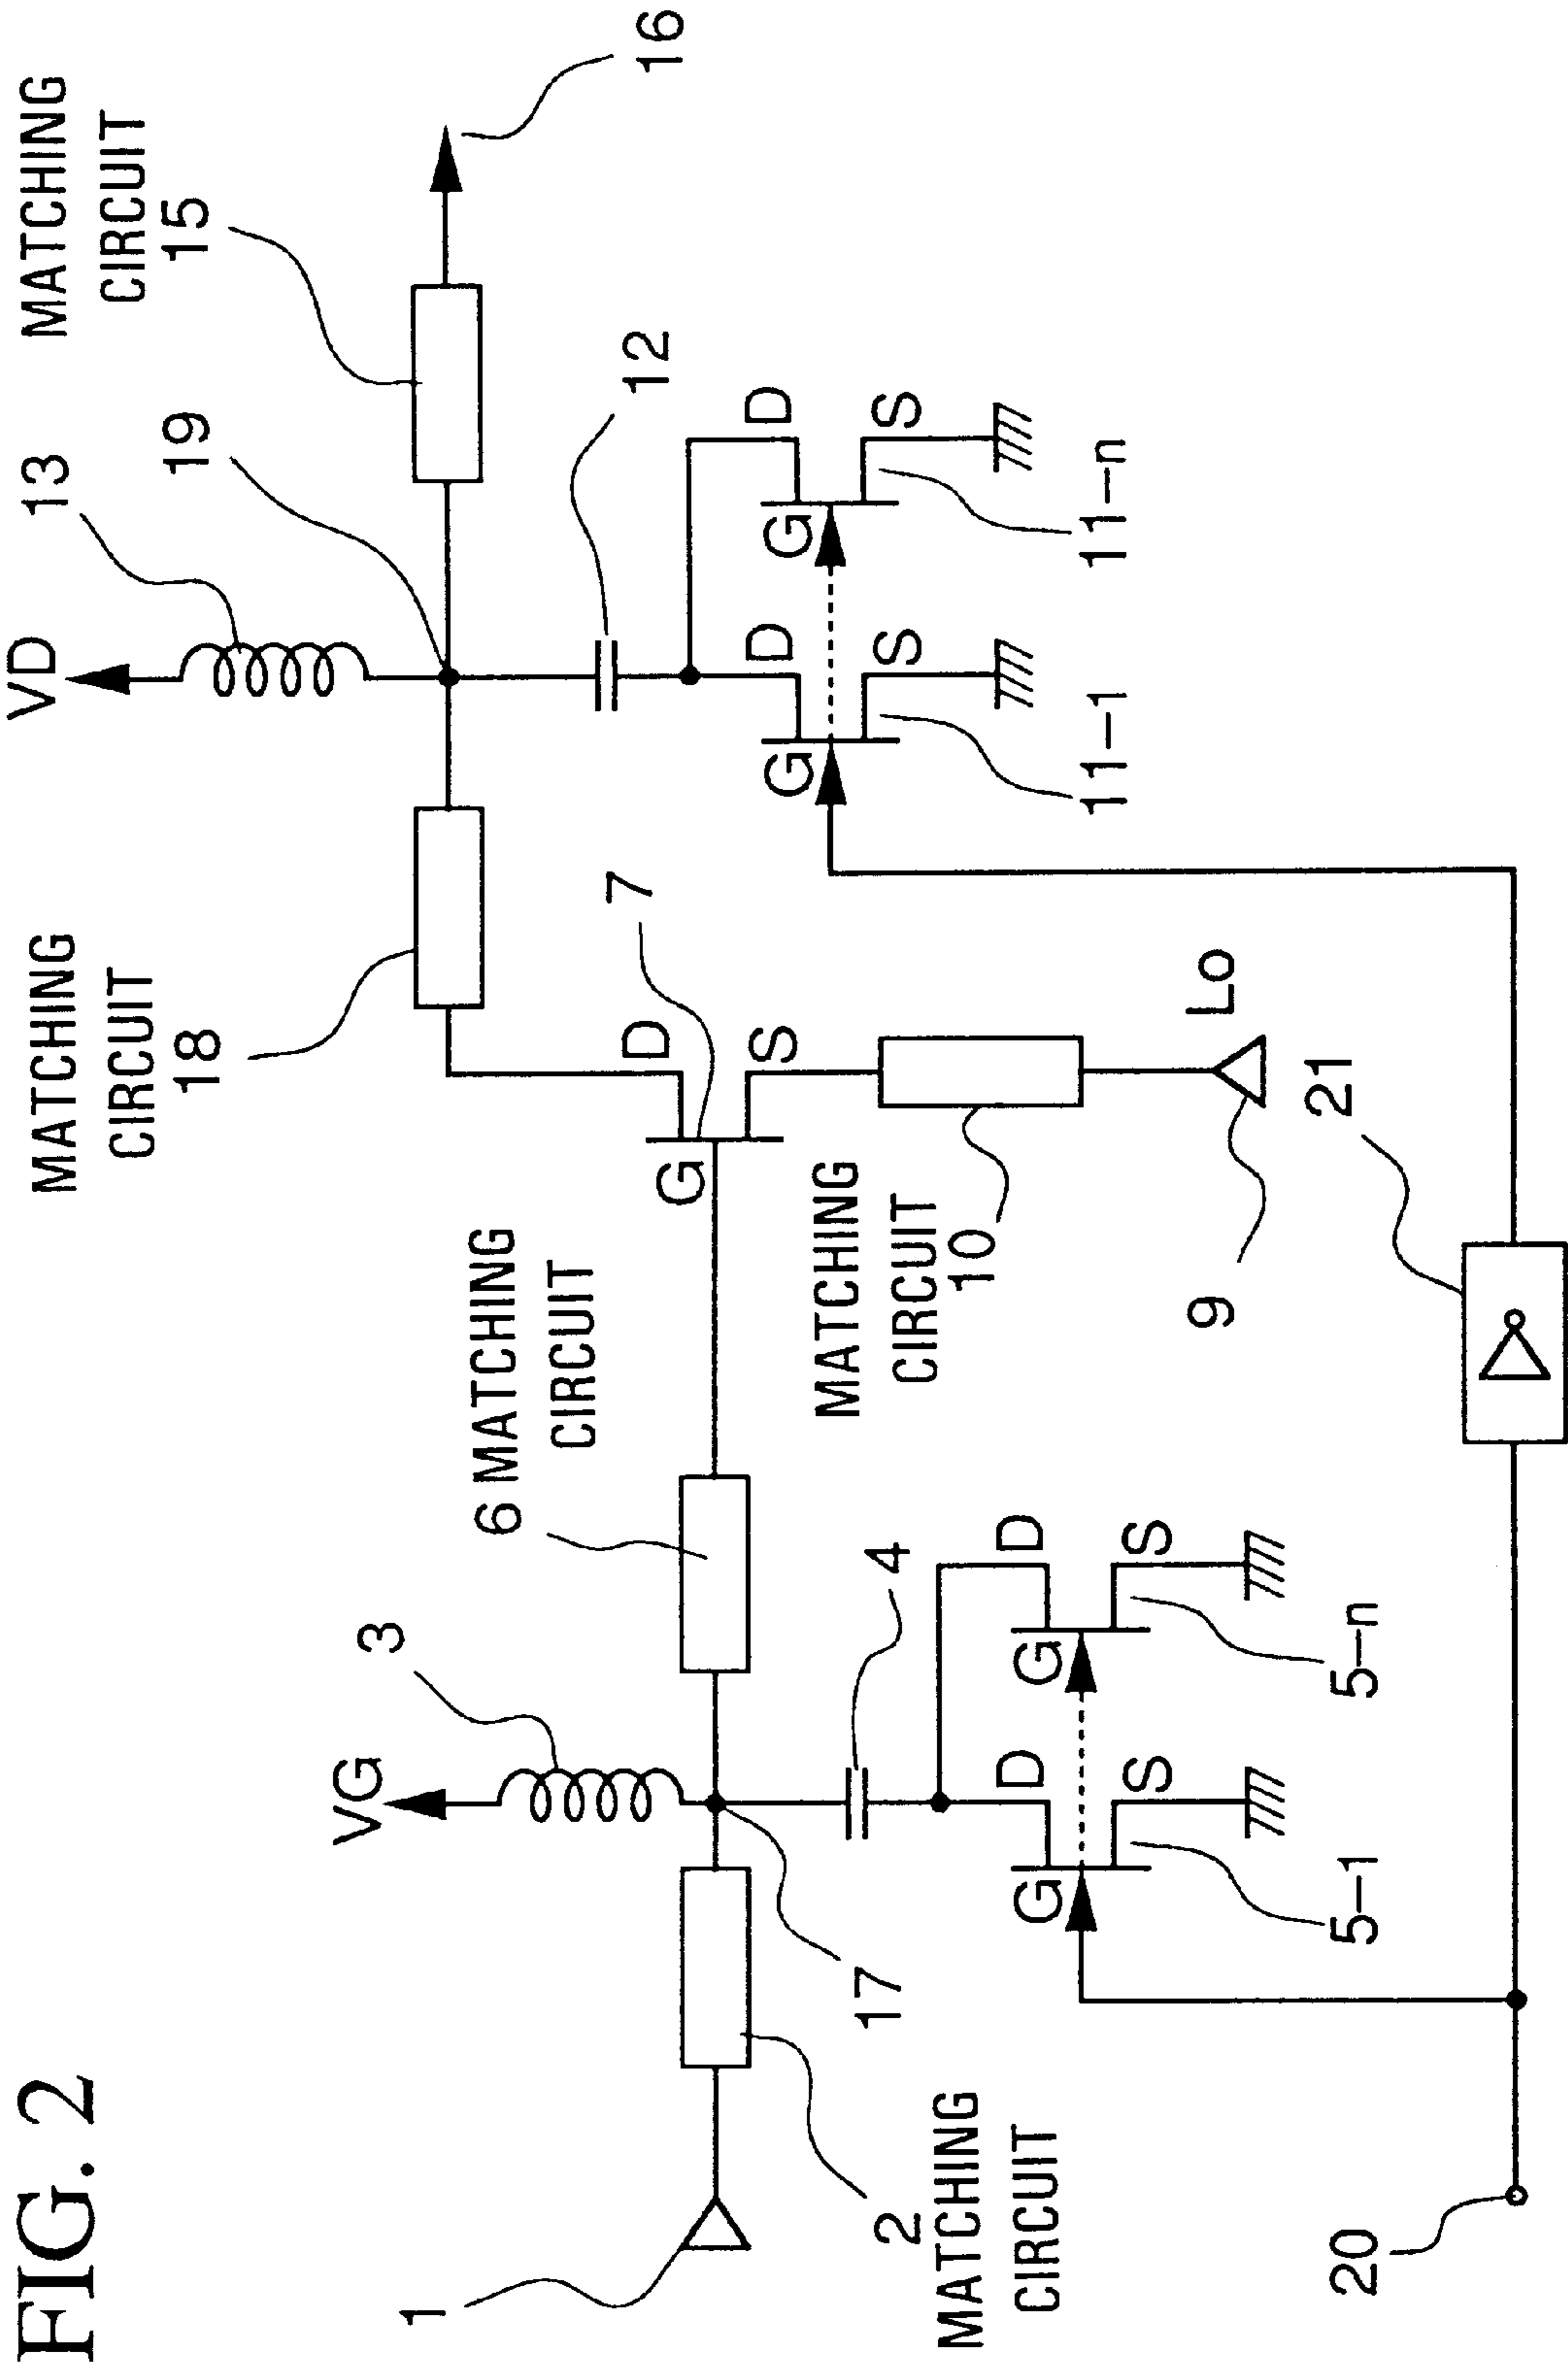 FIG. 2
VD
13
19
MATCHING
CIRCUIT
15
16
MATCHING
CIRCUIT
18
12
D
G
S
11-1
D
G
S
11-n
7
D
G
S
6 MATCHING
CIRCUIT
MATCHING
CIRCUIT
10
Lo
9
VG
3
4
17
D
G
S
5-1
D
G
S
5-n
1
2
MATCHING
CIRCUIT
20
21